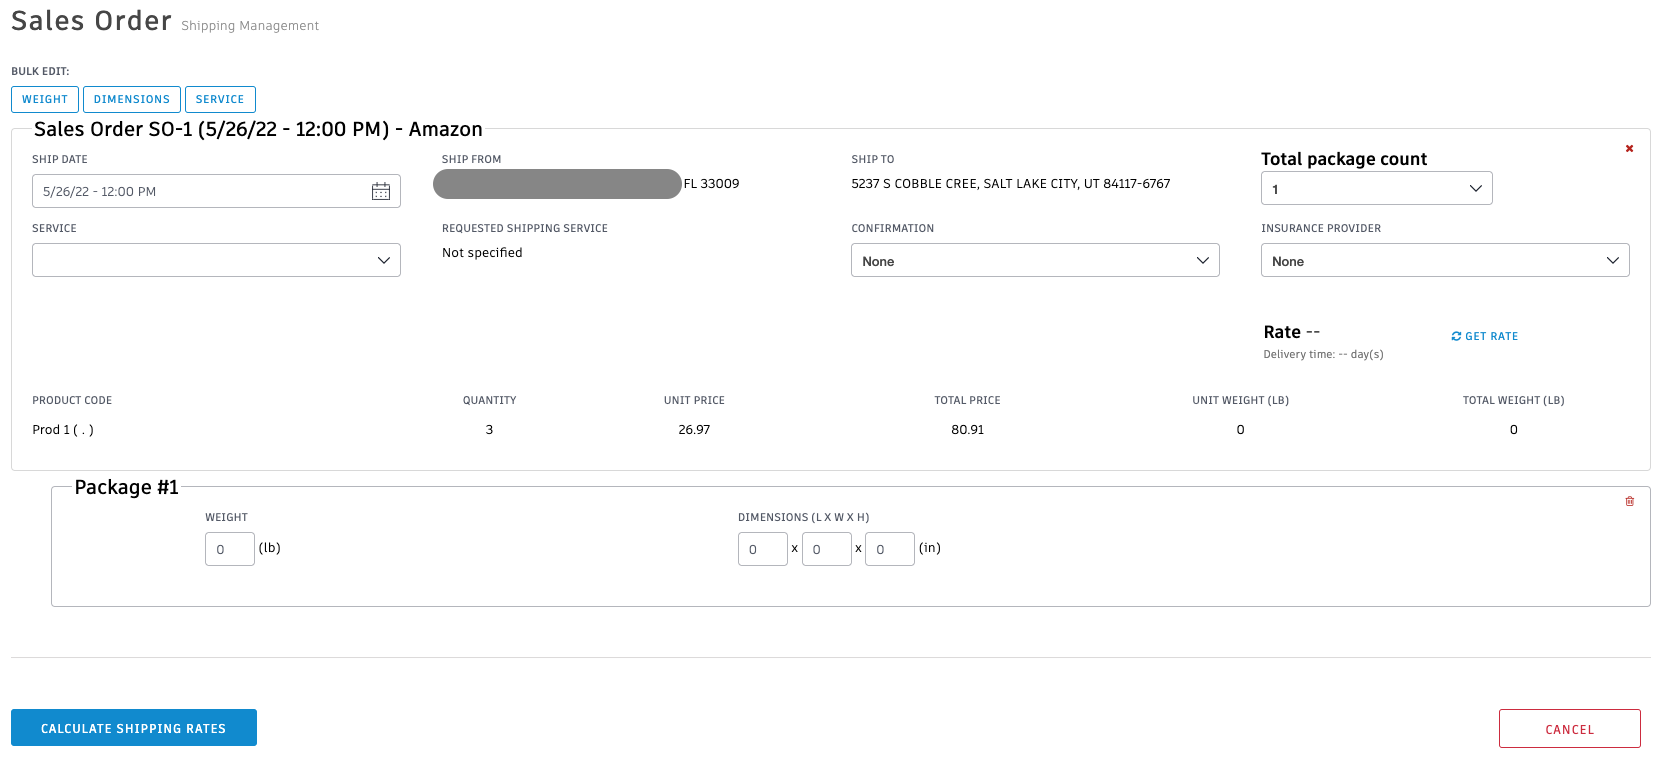 Sales Order Shipping Management
BULK EDIT:
WEIGHT DIMENSIONS SERVICE
Sales Order SO-1 (5/26/22 - 12:00 PM) - Amazon
SHIP DATE SHIP FROM SHIP TO Total package count
5/26/22 - 12:00 PM FL 33009 5237 S COBBLE CREE, SALT LAKE CITY, UT 84117-6767 1
SERVICE REQUESTED SHIPPING SERVICE CONFIRMATION INSURANCE PROVIDER
Not specified None None
Rate -- GET RATE
Delivery time: -- day(s)
PRODUCT CODE QUANTITY UNIT PRICE TOTAL PRICE UNIT WEIGHT (LB) TOTAL WEIGHT (LB)
Prod 1 ( . ) 3 26.97 80.91 0 0
Package #1
WEIGHT DIMENSIONS (L X W X H)
0 (lb) 0 x 0 x 0 (in)
CALCULATE SHIPPING RATES CANCEL